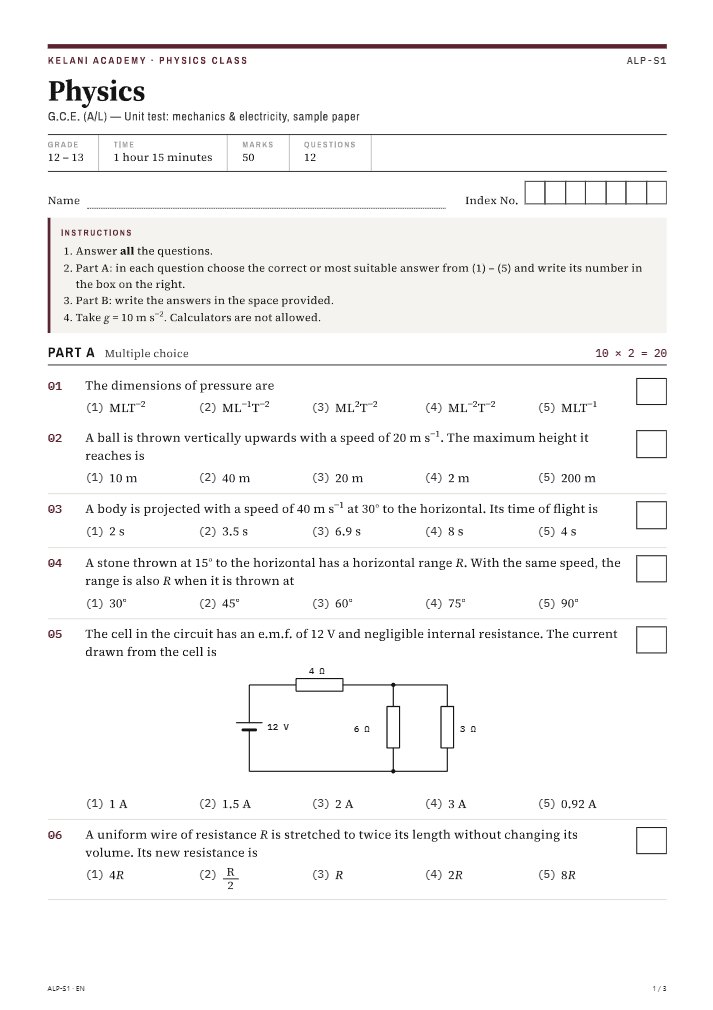 KELANI ACADEMY · PHYSICS CLASS ALP-S1
Physics
G.C.E. (A/L) — Unit test: mechanics & electricity, sample paper
GRADE TIME MARKS QUESTIONS
12 – 13 1 hour 15 minutes 50 12
Name Index No.
INSTRUCTIONS
1. Answer all the questions.
2. Part A: in each question choose the correct or most suitable answer from (1) – (5) and write its number in
the box on the right.
3. Part B: write the answers in the space provided.
4. Take g = 10 m s⁻². Calculators are not allowed.
PART A Multiple choice 10 × 2 = 20
01 The dimensions of pressure are
(1) MLT⁻² (2) ML⁻¹T⁻² (3) ML²T⁻² (4) ML⁻²T⁻² (5) MLT⁻¹
02 A ball is thrown vertically upwards with a speed of 20 m s⁻¹. The maximum height it
reaches is
(1) 10 m (2) 40 m (3) 20 m (4) 2 m (5) 200 m
03 A body is projected with a speed of 40 m s⁻¹ at 30° to the horizontal. Its time of flight is
(1) 2 s (2) 3.5 s (3) 6.9 s (4) 8 s (5) 4 s
04 A stone thrown at 15° to the horizontal has a horizontal range R. With the same speed, the
range is also R when it is thrown at
(1) 30° (2) 45° (3) 60° (4) 75° (5) 90°
05 The cell in the circuit has an e.m.f. of 12 V and negligible internal resistance. The current
drawn from the cell is
4 Ω
12 V 6 Ω 3 Ω
(1) 1 A (2) 1.5 A (3) 2 A (4) 3 A (5) 0.92 A
06 A uniform wire of resistance R is stretched to twice its length without changing its
volume. Its new resistance is
(1) 4R (2) R/2 (3) R (4) 2R (5) 8R
ALP-S1 · EN 1 / 3